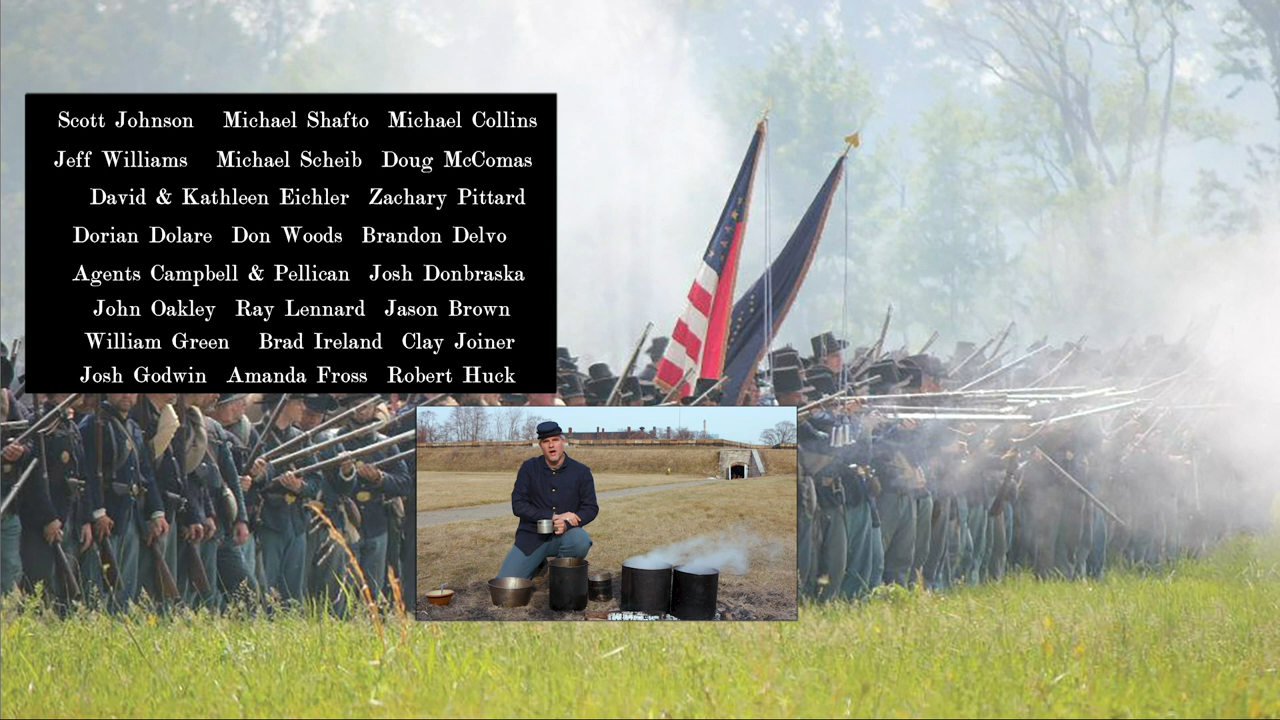 Scott Johnson Michael Shafto Michael Collins
Jeff Williams Michael Scheib Doug McComas
David & Kathleen Eichler Zachary Pittard
Dorian Dolare Don Woods Brandon Delvo
Agents Campbell & Pellican Josh Donbraska
John Oakley Ray Lennard Jason Brown
William Green Brad Ireland Clay Joiner
Josh Godwin Amanda Fross Robert Huck